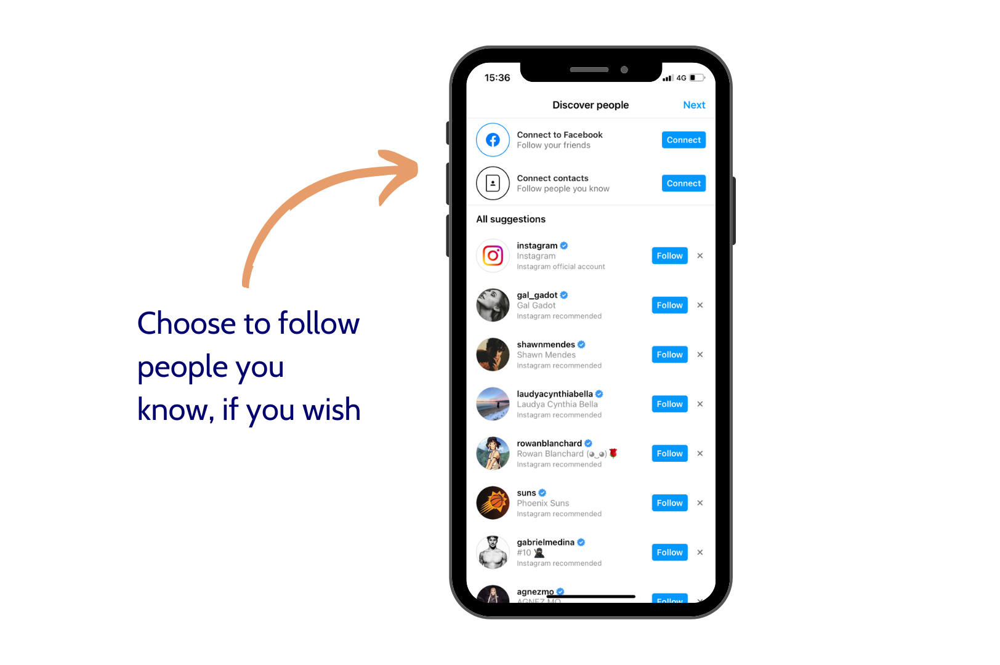 15:36
4G
Discover people
Next
Connect to Facebook
Follow your friends
Connect
Connect contacts
Follow people you know
Connect
All suggestions
instagram
Instagram
Instagram official account
Follow
gal_gadot
Gal Gadot
Instagram recommended
Follow
shawnmendes
Shawn Mendes
Instagram recommended
Follow
laudyacynthiabella
Laudya Cynthia Bella
Instagram recommended
Follow
rowanblanchard
Rowan Blanchard (◕‿◕)🌹
Instagram recommended
Follow
suns
Phoenix Suns
Instagram recommended
Follow
gabrielmedina
#10 🥷🏿
Instagram recommended
Follow
agnezmo
AGNEZ MO
Follow
Choose to follow
people you
know, if you wish